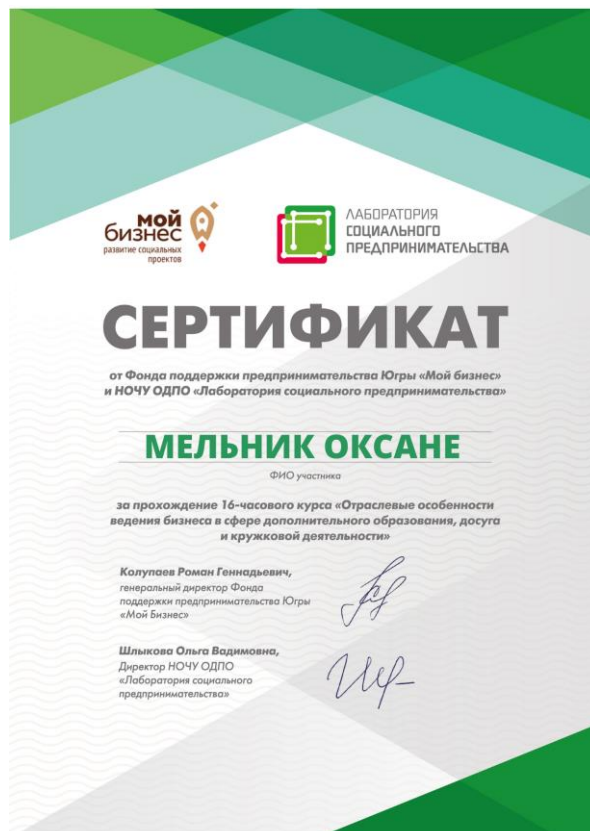 мой
бизнес
развитие социальных
проектов
ЛАБОРАТОРИЯ
СОЦИАЛЬНОГО
ПРЕДПРИНИМАТЕЛЬСТВА
СЕРТИФИКАТ
от Фонда поддержки предпринимательства Югры «Мой бизнес»
и НОЧУ ОДПО «Лаборатория социального предпринимательства»
МЕЛЬНИК ОКСАНЕ
ФИО участника
за прохождение 16-часового курса «Отраслевые особенности
ведения бизнеса в сфере дополнительного образования, досуга
и кружковой деятельности»
Колупаев Роман Геннадьевич,
генеральный директор Фонда
поддержки предпринимательства Югры
«Мой Бизнес»
Шлыкова Ольга Вадимовна,
Директор НОЧУ ОДПО
«Лаборатория социального
предпринимательства»